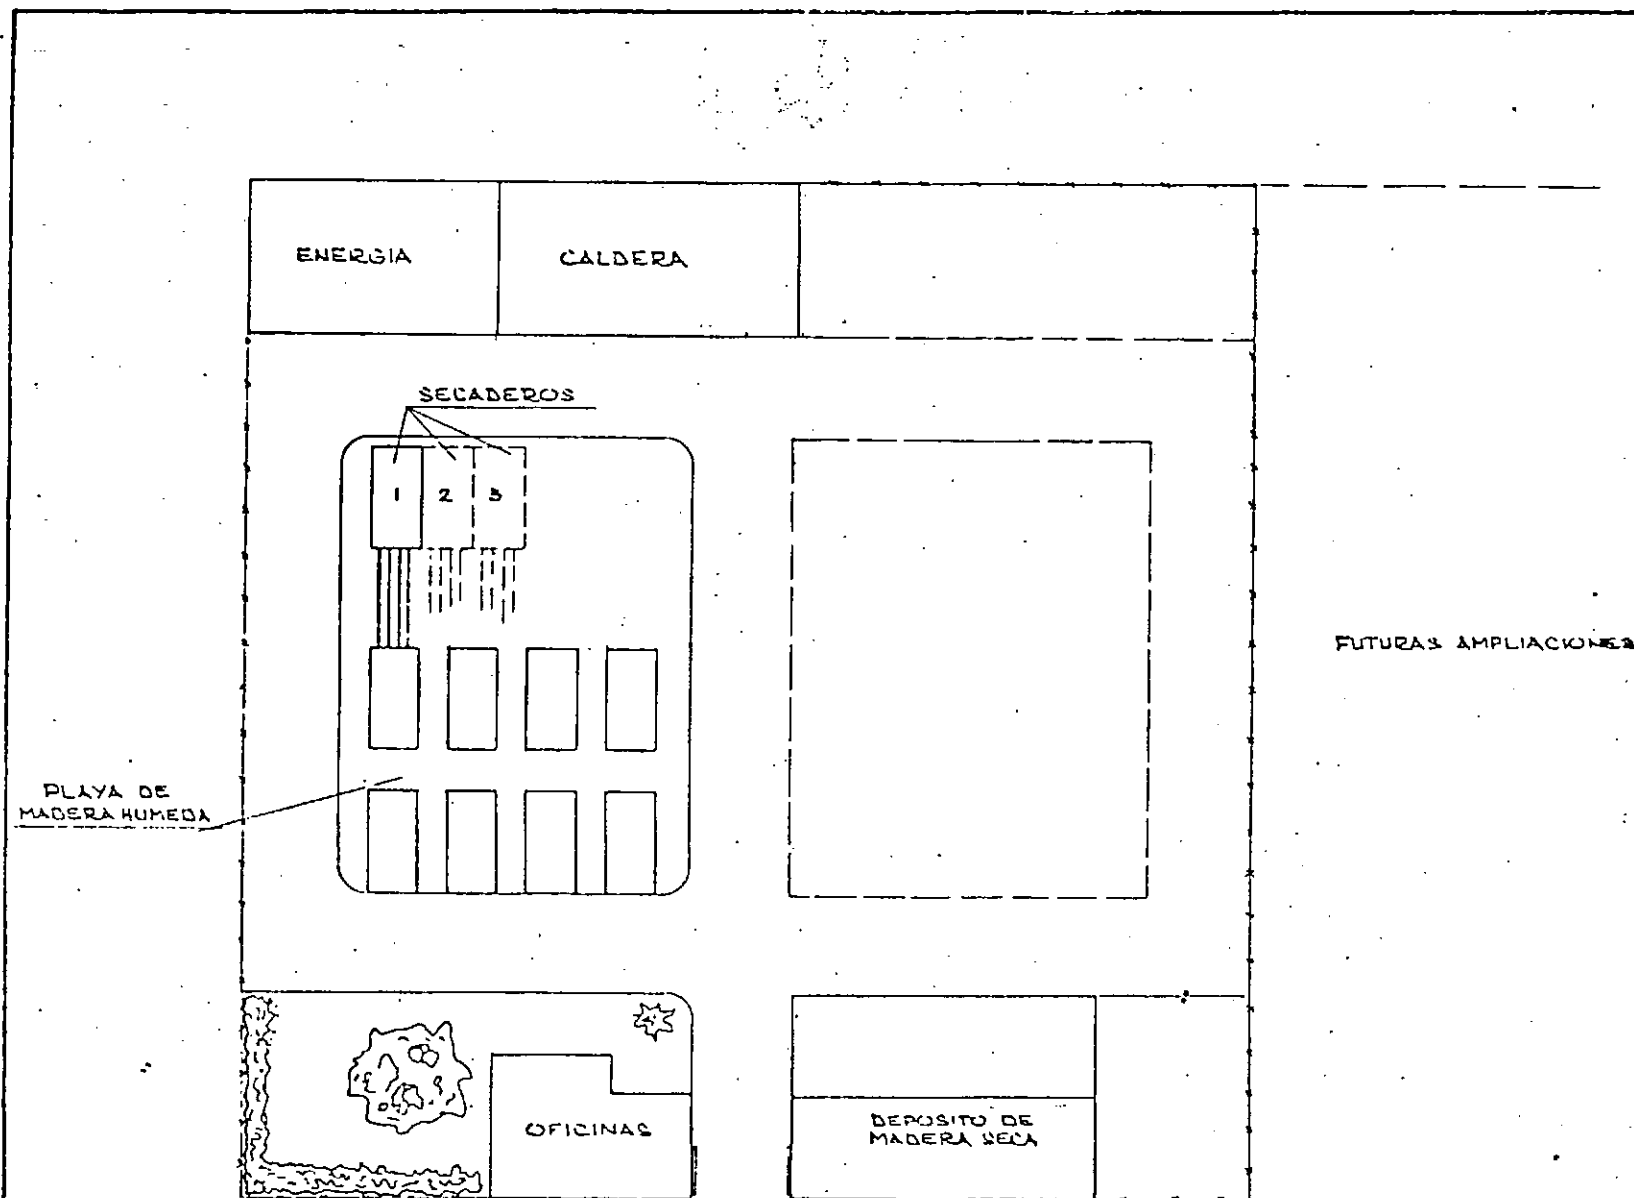 ENERGIA
CALDERA
SECADEROS
1
2
3
FUTURAS AMPLIACIONES
PLAYA DE
MADERA HUMEDA
OFICINAS
DEPOSITO DE
MADERA SECA